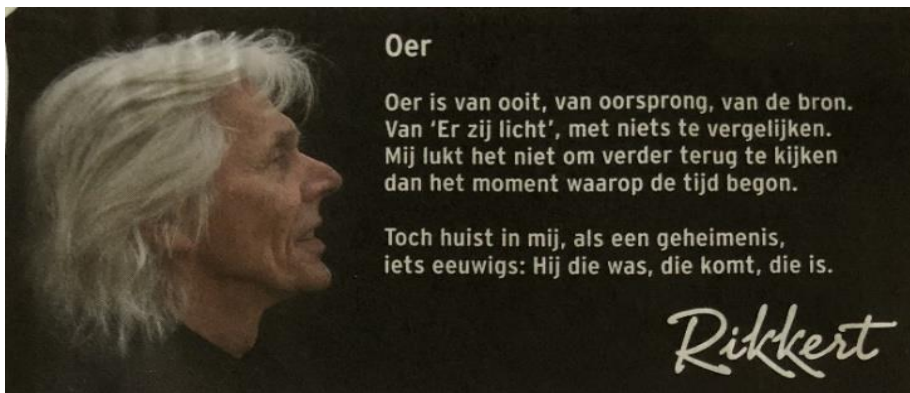 Oer
Oer is van ooit, van oorsprong, van de bron.
Van ‘Er zij licht’, met niets te vergelijken.
Mij lukt het niet om verder terug te kijken
dan het moment waarop de tijd begon.
Toch huist in mij, als een geheimenis,
iets eeuwigs: Hij die was, die komt, die is.
Rikkert